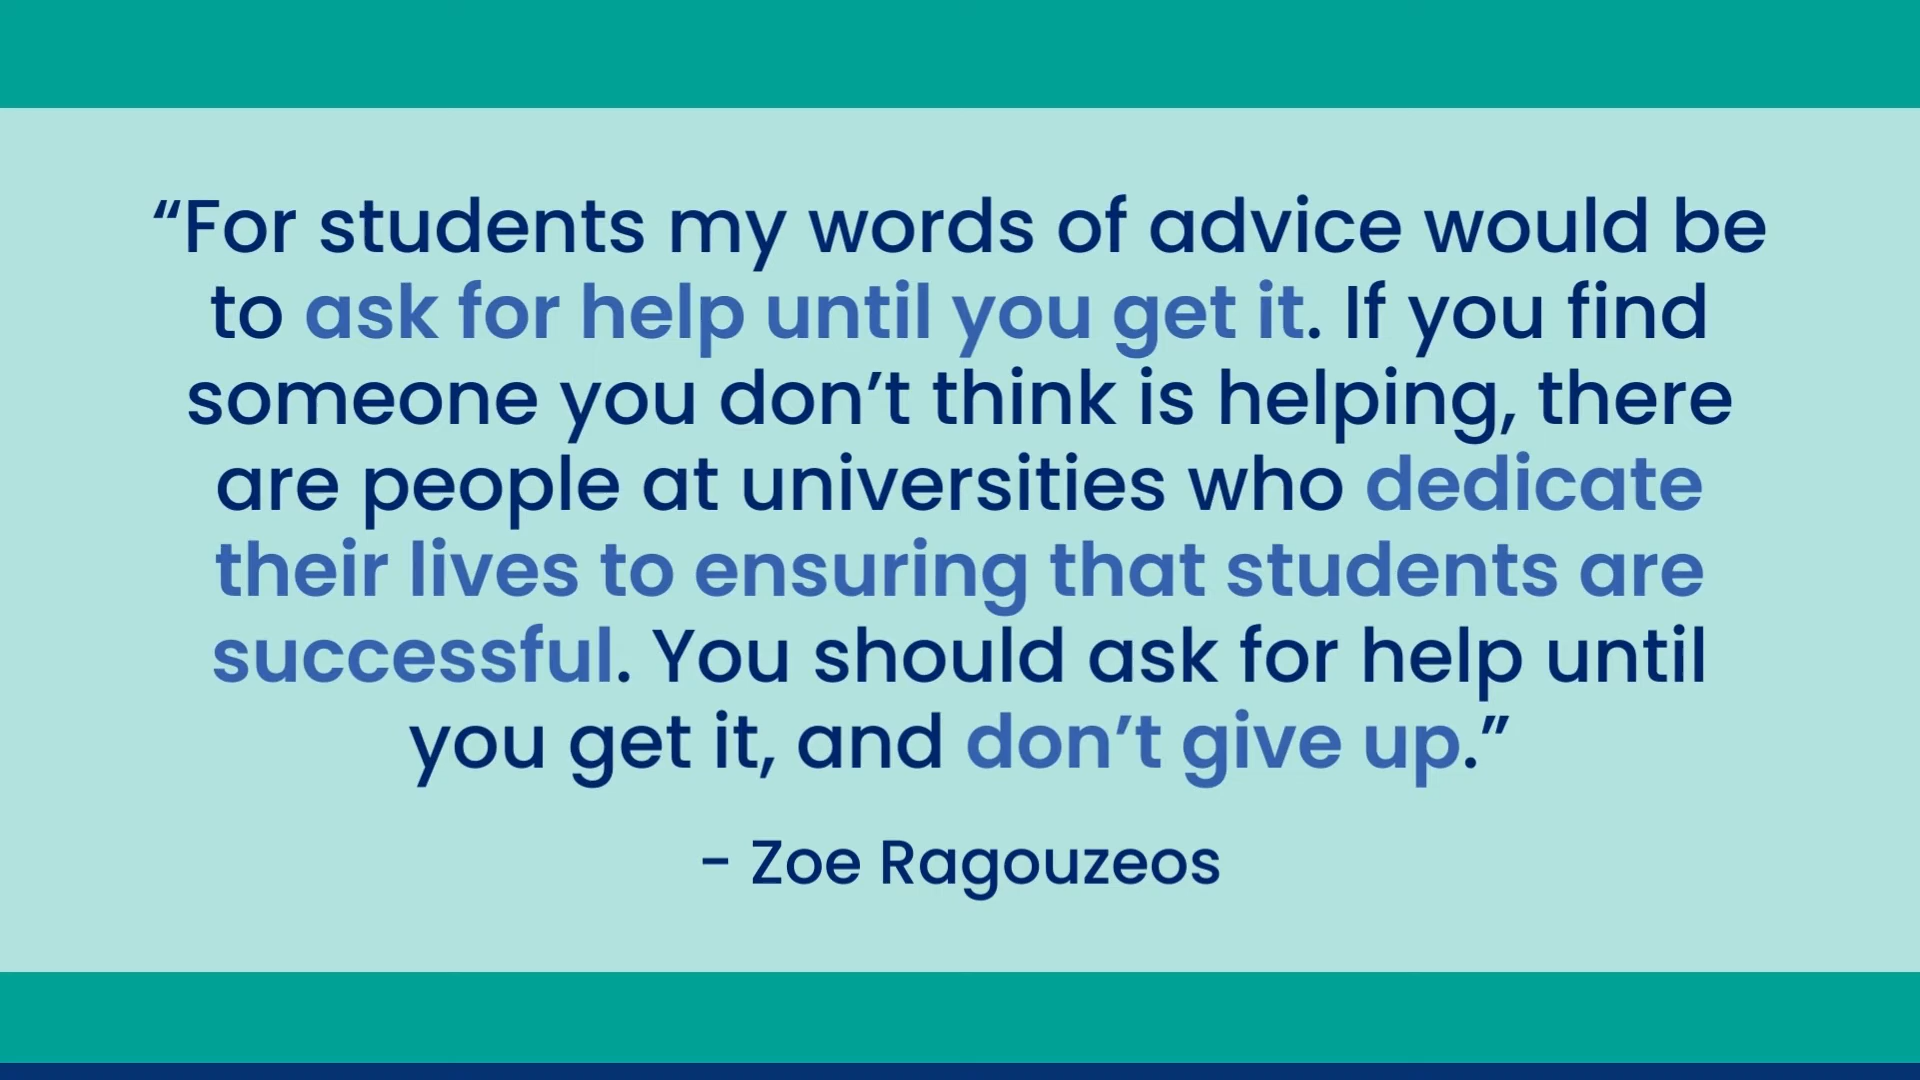 “For students my words of advice would be
to ask for help until you get it. If you find
someone you don’t think is helping, there
are people at universities who dedicate
their lives to ensuring that students are
successful. You should ask for help until
you get it, and don’t give up.”
- Zoe Ragouzeos